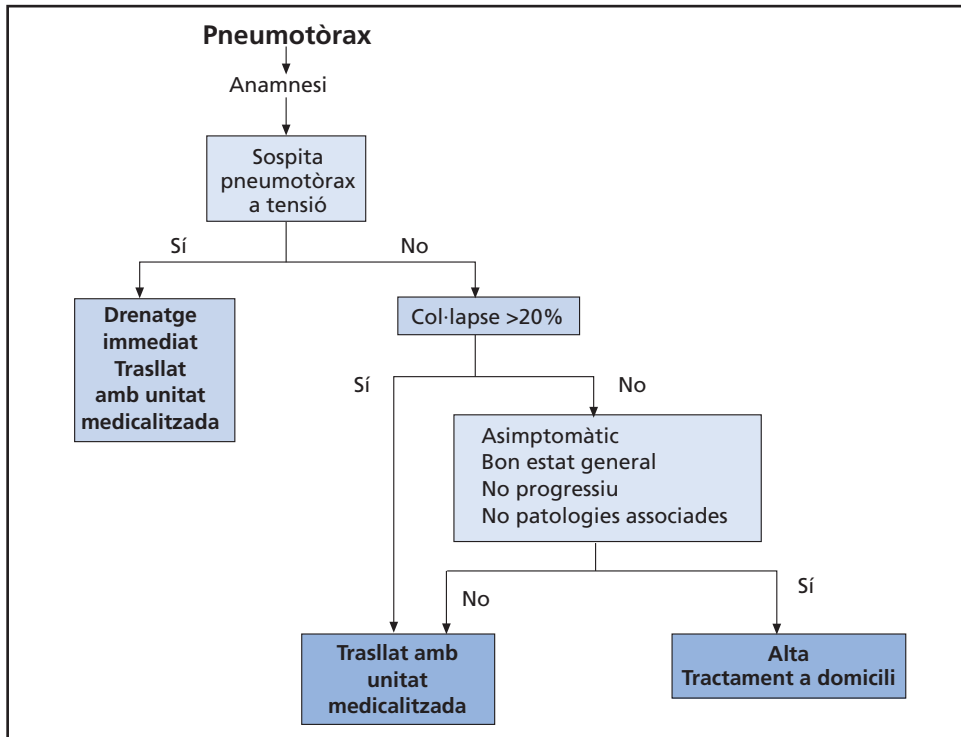 Pneumotòrax
Anamnesi
Sospita
pneumotòrax
a tensió
Sí
No
Drenatge
immediat
Trasllat
amb unitat
medicalitzada
Col·lapse >20%
Sí
No
Asimptomàtic
Bon estat general
No progressiu
No patologies associades
No
Sí
Trasllat amb
unitat
medicalitzada
Alta
Tractament a domicili